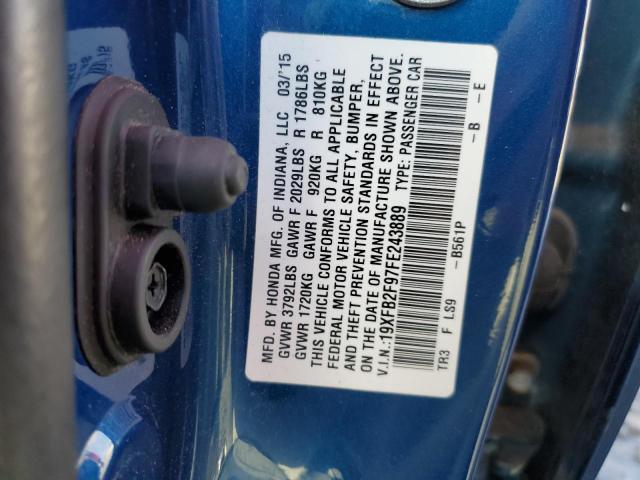 MFD. BY HONDA MFG. OF INDIANA, LLC 03/'15
GVWR 3792LBS GAWR F 2029LBS R 1786LBS
GVWR 1720KG GAWR F 920KG R 810KG
THIS VEHICLE CONFORMS TO ALL APPLICABLE
FEDERAL MOTOR VEHICLE SAFETY, BUMPER,
AND THEFT PREVENTION STANDARDS IN EFFECT
ON THE DATE OF MANUFACTURE SHOWN ABOVE.
V.I.N.:19XFB2F97FE243889 TYPE: PASSENGER CAR
TR3 F LS9 -B561P -B -E